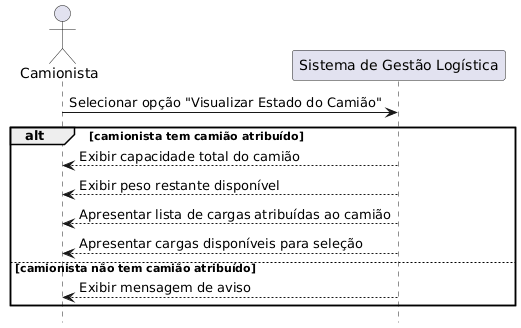 Camionista
Sistema de Gestão Logística
Selecionar opção "Visualizar Estado do Camião"
alt
[camionista tem camião atribuído]
Exibir capacidade total do camião
Exibir peso restante disponível
Apresentar lista de cargas atribuídas ao camião
Apresentar cargas disponíveis para seleção
[camionista não tem camião atribuído]
Exibir mensagem de aviso